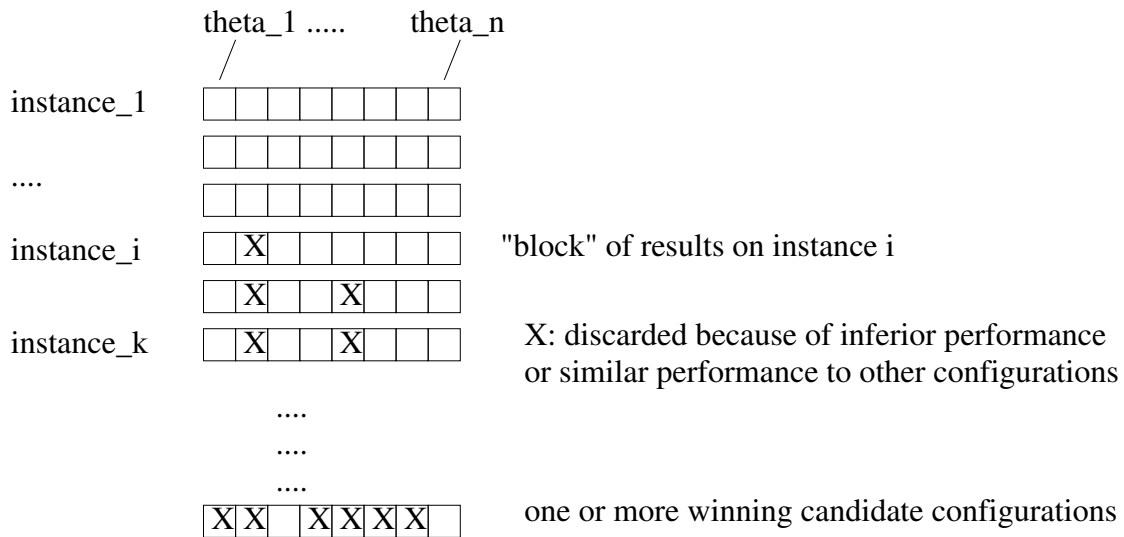 theta_1 ..... theta_n
instance_1
....
instance_i X "block" of results on instance i
X X
instance_k X X X: discarded because of inferior performance
or similar performance to other configurations
....
....
....
X X X X X X one or more winning candidate configurations